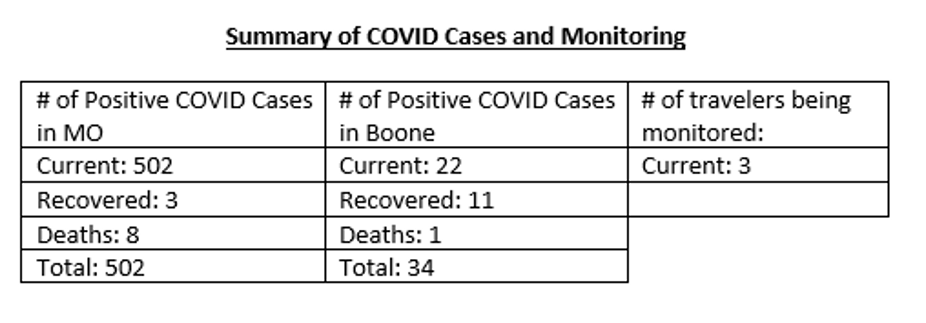 Summary of COVID Cases and Monitoring
# of Positive COVID Cases in MO
# of Positive COVID Cases in Boone
# of travelers being monitored:
Current: 502
Current: 22
Current: 3
Recovered: 3
Recovered: 11
Deaths: 8
Deaths: 1
Total: 502
Total: 34